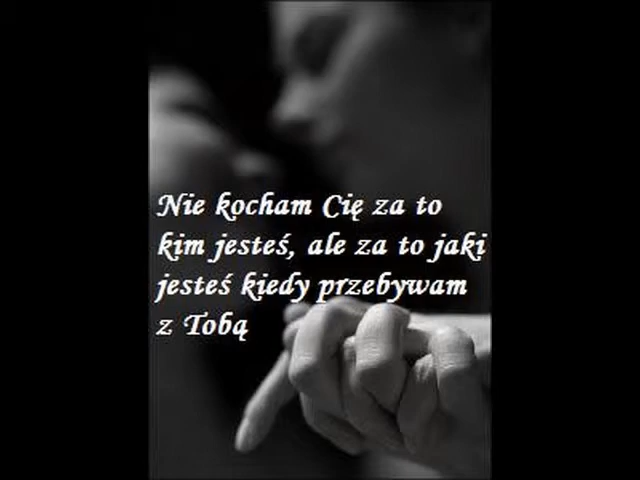 Nie kocham Cię za to
kim jesteś, ale za to jaki
jesteś kiedy przebywam
z Tobą